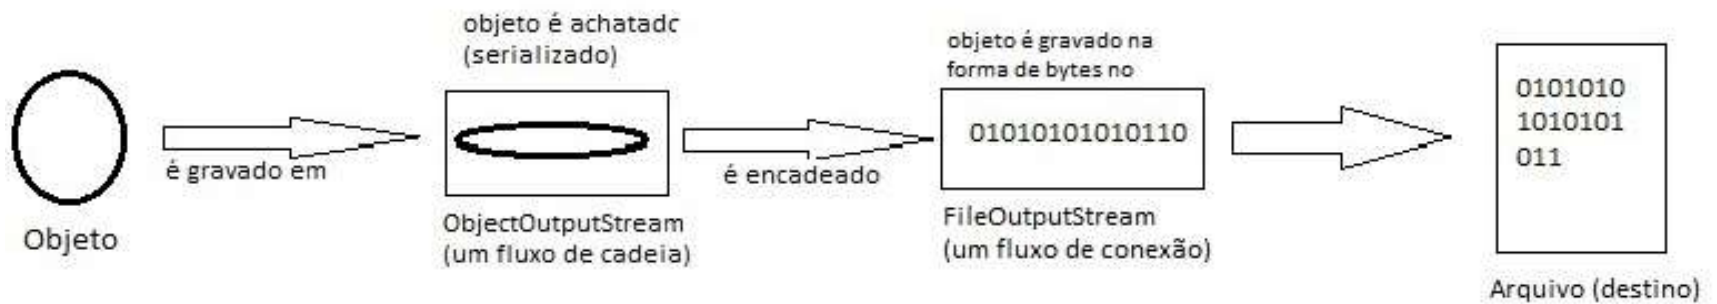 Objeto
é gravado em
objeto é achatadc
(serializado)
ObjectOutputStream
(um fluxo de cadeia)
é encadeado
objeto é gravado na
forma de bytes no
01010101010110
FileOutputStream
(um fluxo de conexão)
0101010
1010101
011
Arquivo (destino)